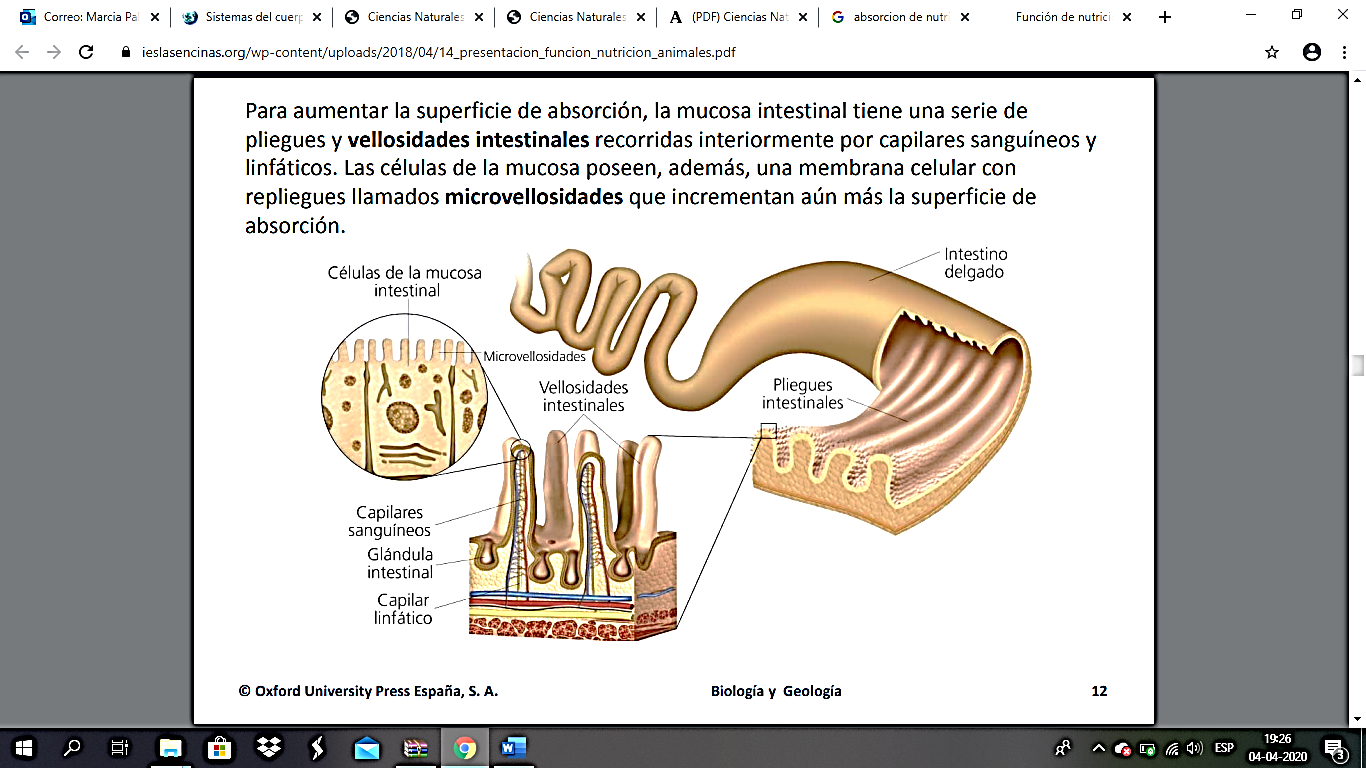 Correo: Marcia Pal
Sistemas del cuerp
Ciencias Naturales
Ciencias Naturales
(PDF) Ciencias Nat
absorcion de nutri
Función de nutrici
ieslasencinas.org/wp-content/uploads/2018/04/14_presentacion_funcion_nutricion_animales.pdf
Para aumentar la superficie de absorción, la mucosa intestinal tiene una serie de
pliegues y vellosidades intestinales recorridas interiormente por capilares sanguíneos y
linfáticos. Las células de la mucosa poseen, además, una membrana celular con
repliegues llamados microvellosidades que incrementan aún más la superficie de
absorción.
Células de la mucosa
intestinal
Intestino
delgado
Microvellosidades
Vellosidades
intestinales
Pliegues
intestinales
Capilares
sanguíneos
Glándula
intestinal
Capilar
linfático
© Oxford University Press España, S. A.
Biología y Geología
12
ESP
19:26
04-04-2020
3